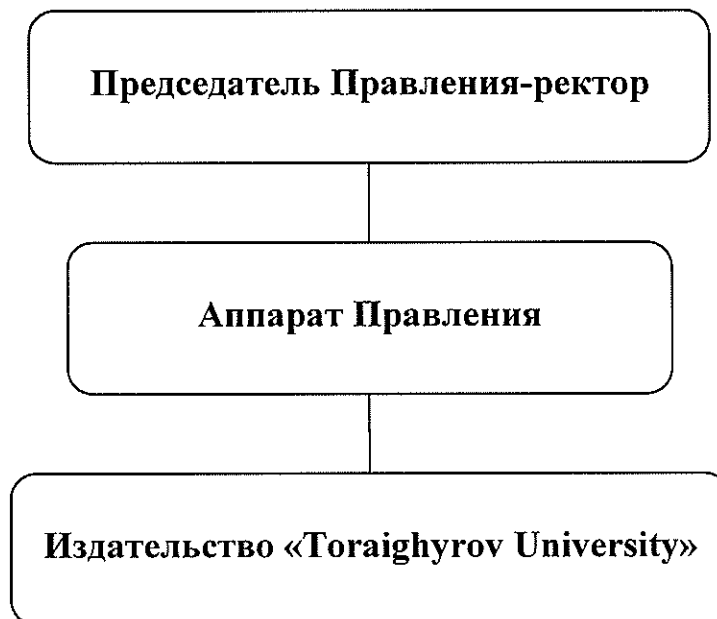 Председатель Правления-ректор
Аппарат Правления
Издательство «Toraighyrov University»